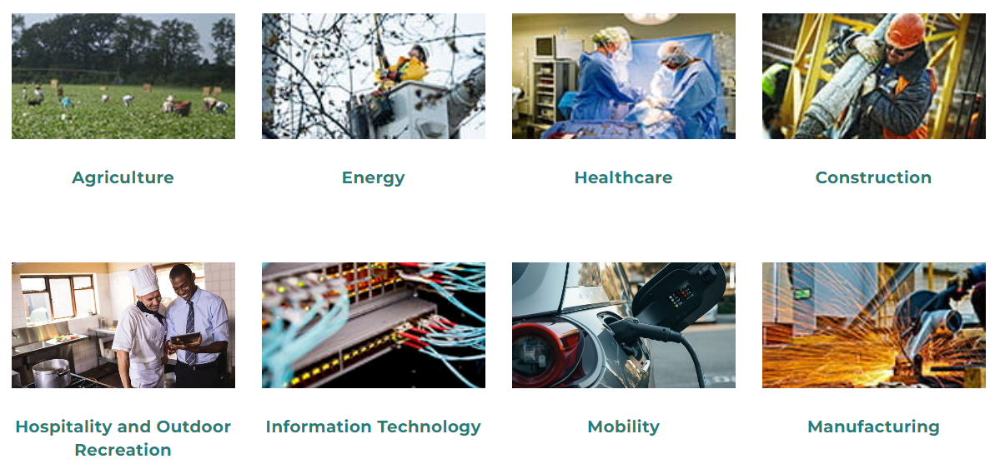 Agriculture
Energy
Healthcare
Construction
Hospitality and Outdoor
Recreation
Information Technology
Mobility
Manufacturing